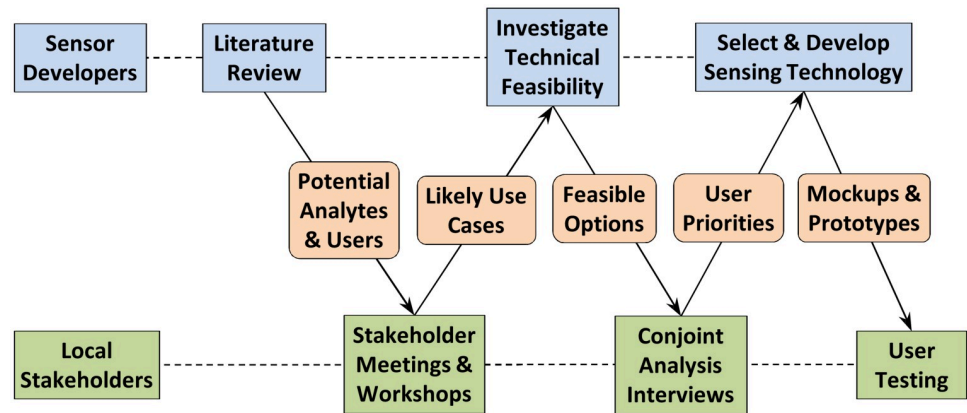 Sensor
Developers
Literature
Review
Investigate
Technical
Feasibility
Select & Develop
Sensing Technology
Potential
Analytes
& Users
Likely Use
Cases
Feasible
Options
User
Priorities
Mockups &
Prototypes
Local
Stakeholders
Stakeholder
Meetings &
Workshops
Conjoint
Analysis
Interviews
User
Testing